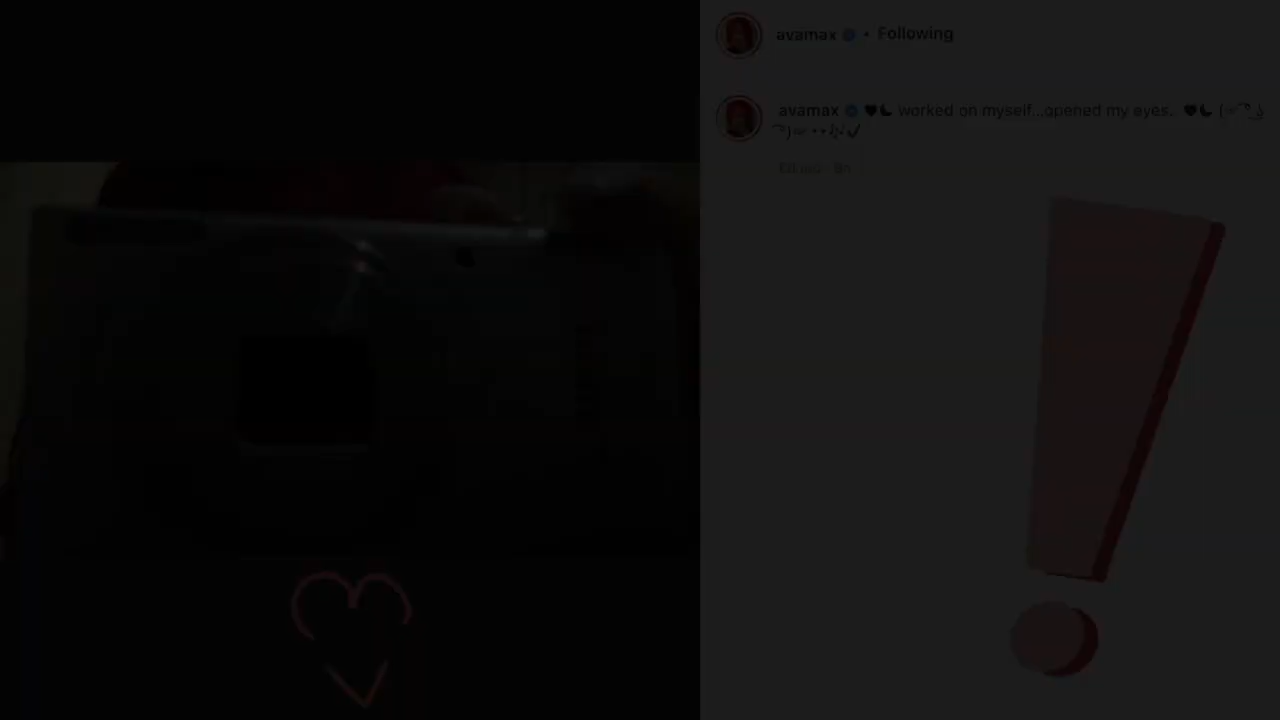 avamax • Following
avamax worked on myself...opened my eyes.